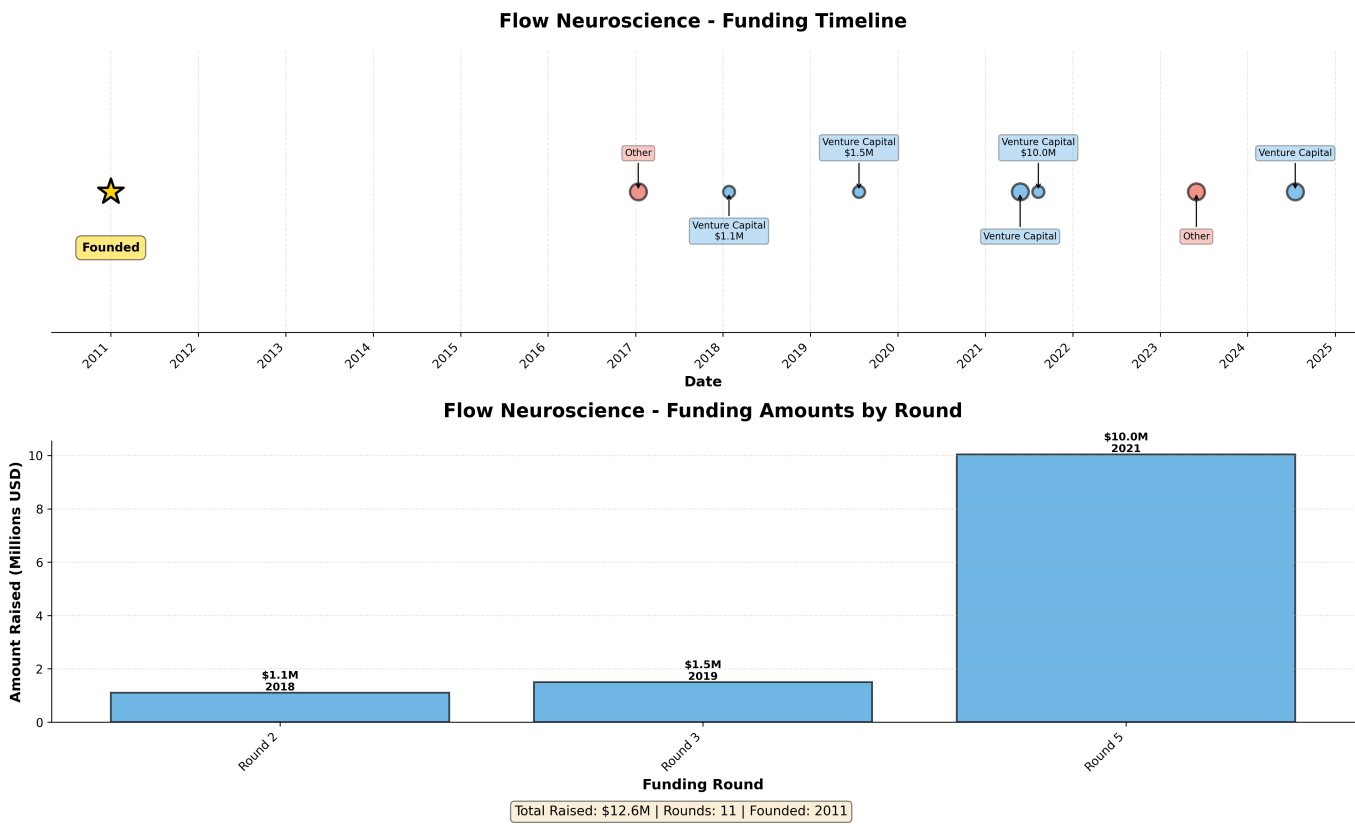 Flow Neuroscience - Funding Timeline
Other
Venture Capital
$1.1M
Venture Capital
$1.5M
Venture Capital
Venture Capital
$10.0M
Other
Venture Capital
Founded
2011
2012
2013
2014
2015
2016
2017
2018
2019
2020
2021
2022
2023
2024
2025
Date
Flow Neuroscience - Funding Amounts by Round
Amount Raised (Millions USD)
10
8
6
4
2
0
$1.1M
2018
$1.5M
2019
$10.0M
2021
Round 2
Round 3
Round 5
Funding Round
Total Raised: $12.6M | Rounds: 11 | Founded: 2011